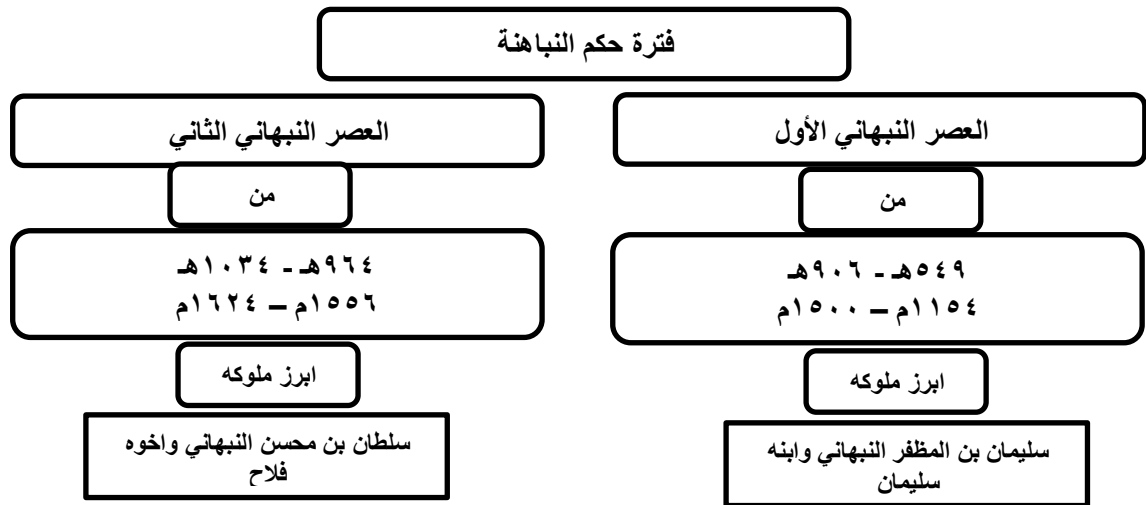 فترة حكم النباهنة
العصر النبهاني الأول
العصر النبهاني الثاني
من
من
٥٤٩هـ - ٩٠٦هـ
١١٥٤م – ١٥٠٠م
٩٦٤هـ - ١٠٣٤هـ
١٥٥٦م – ١٦٢٤م
ابرز ملوكه
ابرز ملوكه
سليمان بن المظفر النبهاني وابنه
سليمان
سلطان بن محسن النبهاني واخوه
فلاح